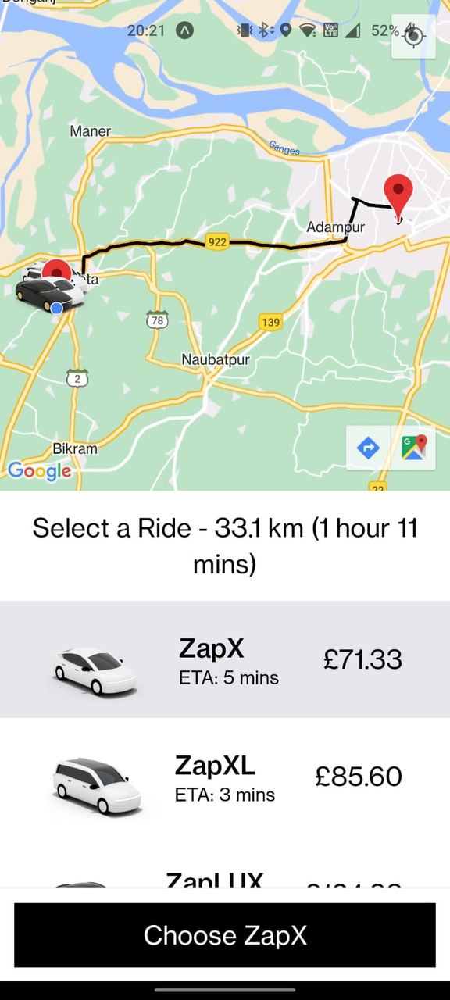 20:21
Vo)) LTE
52%
Maner
Ganges
Adampur
922
ta
78
139
Naubatpur
2
Bikram
Google
G
22
Select a Ride - 33.1 km (1 hour 11
mins)
ZapX
£71.33
ETA: 5 mins
ZapXL
£85.60
ETA: 3 mins
ZapLUX
Choose ZapX